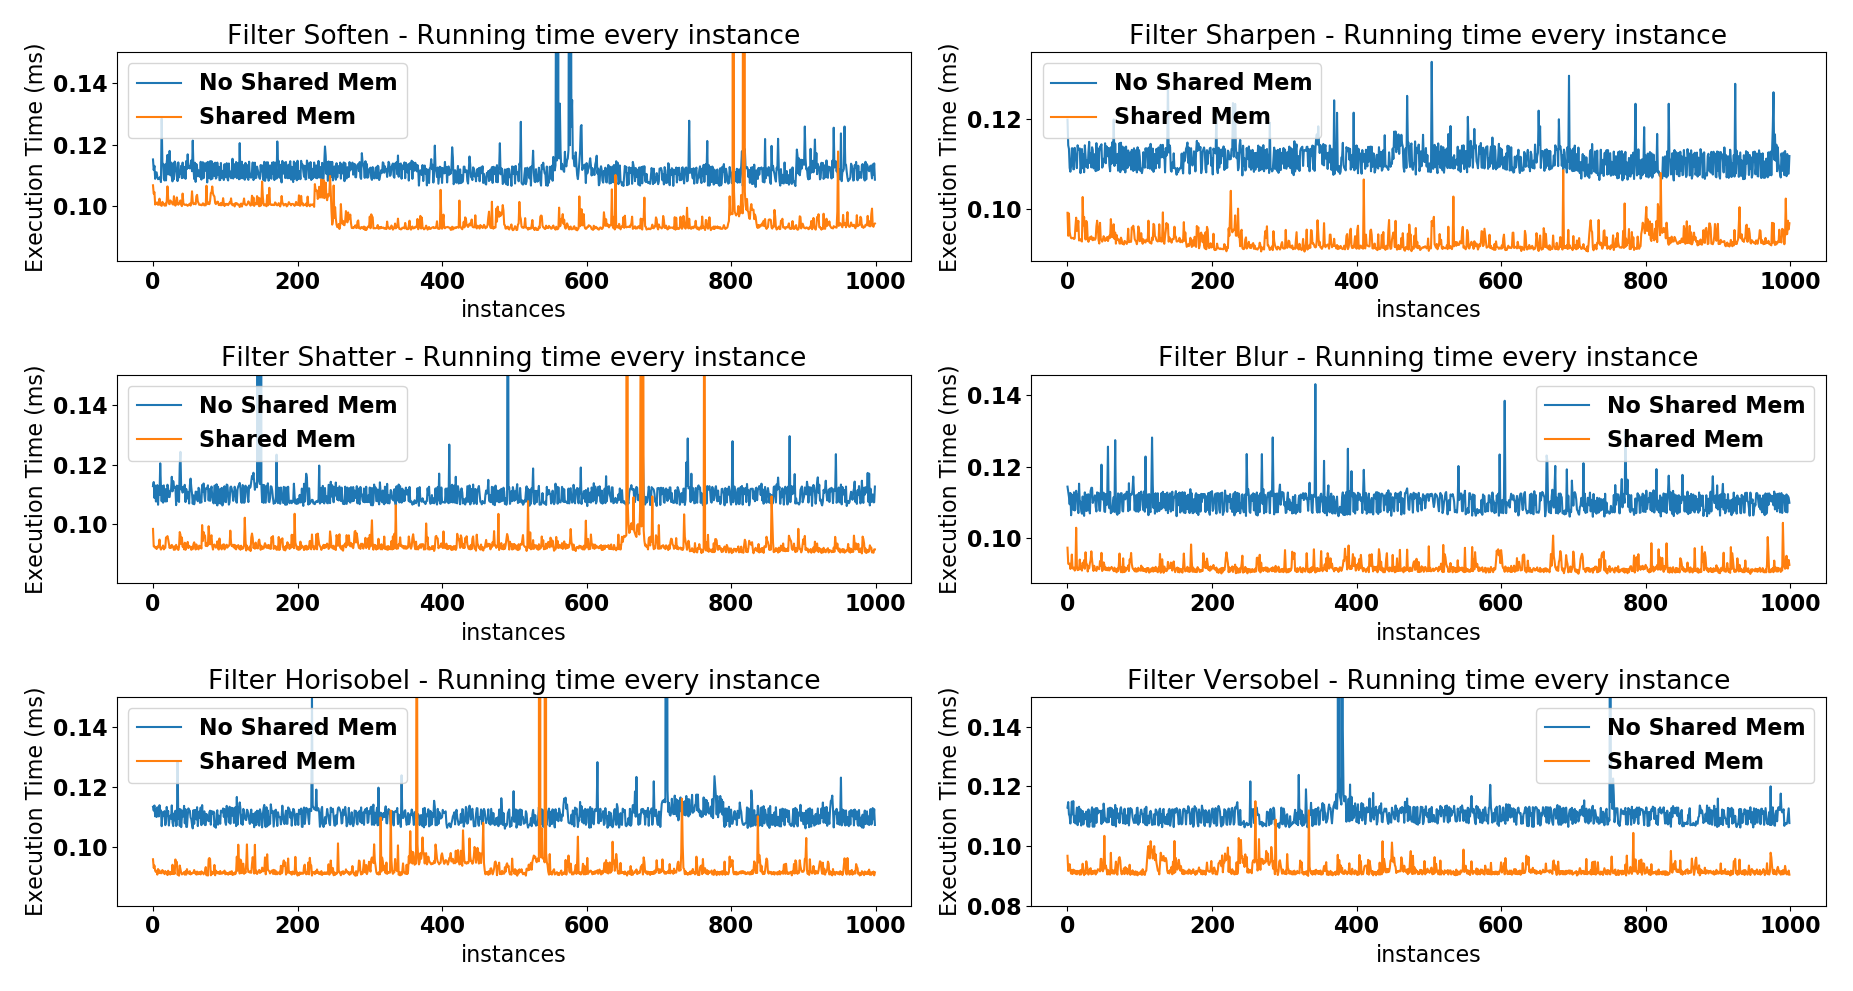 Filter Soften - Running time every instance
Execution Time (ms)
0.14
0.12
0.10
No Shared Mem
Shared Mem
0 200 400 600 800 1000
instances
Filter Sharpen - Running time every instance
Execution Time (ms)
0.12
0.10
No Shared Mem
Shared Mem
0 200 400 600 800 1000
instances
Filter Shatter - Running time every instance
Execution Time (ms)
0.14
0.12
0.10
No Shared Mem
Shared Mem
0 200 400 600 800 1000
instances
Filter Blur - Running time every instance
Execution Time (ms)
0.14
0.12
0.10
No Shared Mem
Shared Mem
0 200 400 600 800 1000
instances
Filter Horisobel - Running time every instance
Execution Time (ms)
0.14
0.12
0.10
No Shared Mem
Shared Mem
0 200 400 600 800 1000
instances
Filter Versobel - Running time every instance
Execution Time (ms)
0.14
0.12
0.10
0.08
No Shared Mem
Shared Mem
0 200 400 600 800 1000
instances